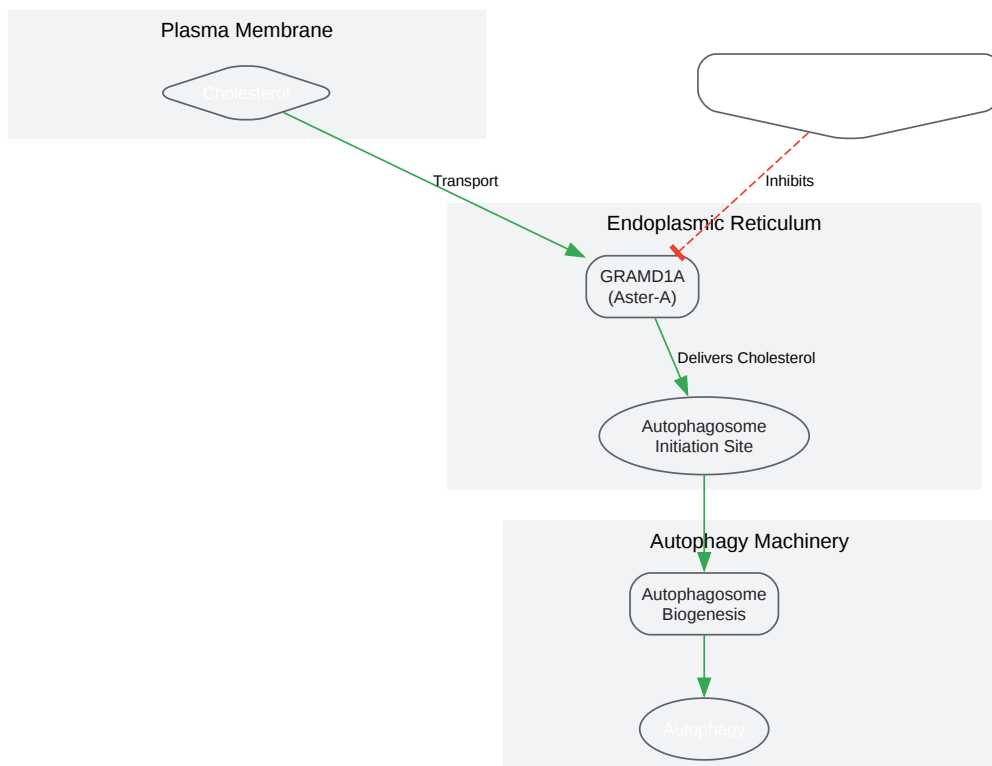 Plasma Membrane
Cholesterol
Transport
Inhibits
Endoplasmic Reticulum
GRAMD1A
(Aster-A)
Delivers Cholesterol
Autophagosome
Initiation Site
Autophagy Machinery
Autophagosome
Biogenesis
Autophagy